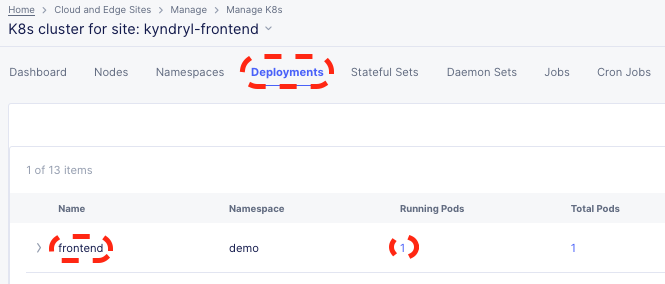 Home > Cloud and Edge Sites > Manage > Manage K8s
K8s cluster for site: kyndryl-frontend
Dashboard Nodes Namespaces Deployments Stateful Sets Daemon Sets Jobs Cron Jobs
1 of 13 items
Name Namespace Running Pods Total Pods
frontend demo 1 1